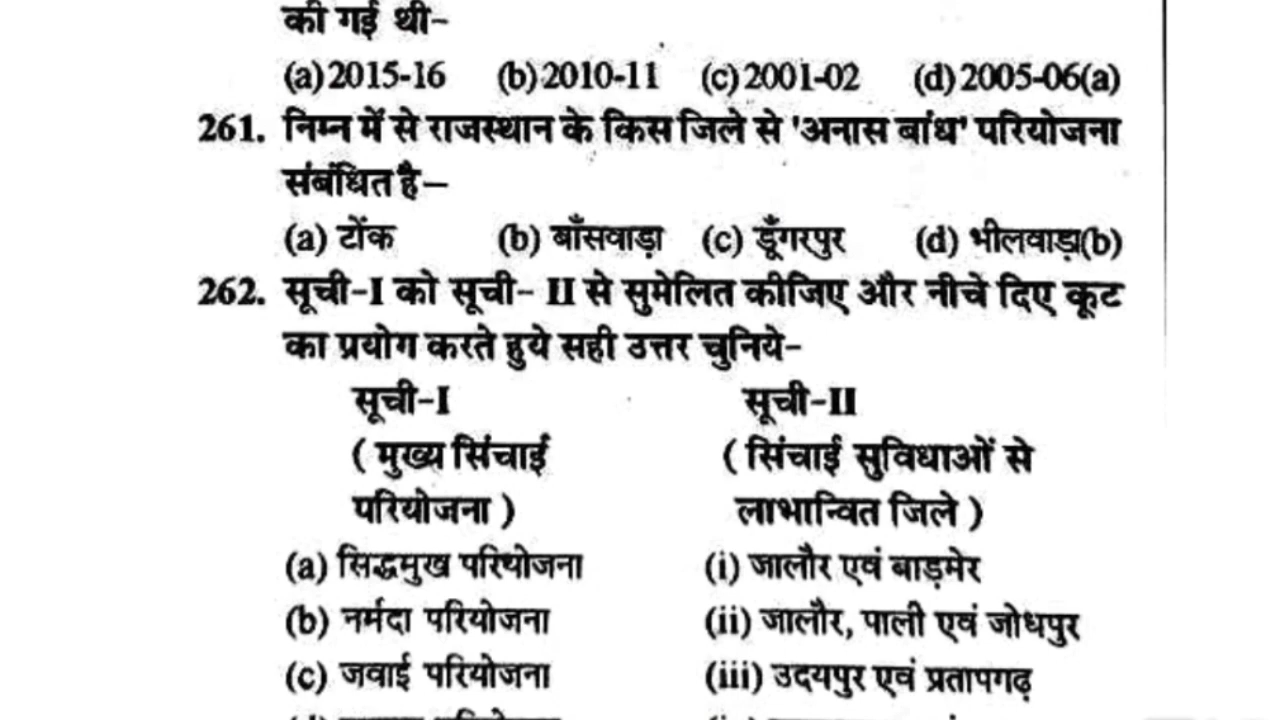 की गई थी-
(a) 2015-16 (b) 2010-11 (c) 2001-02 (d) 2005-06(a)
261. निम्न में से राजस्थान के किस जिले से 'अनास बांध' परियोजना
संबंधित है–
(a) टोंक (b) बाँसवाड़ा (c) डूँगरपुर (d) भीलवाड़ा(b)
262. सूची-I को सूची- II से सुमेलित कीजिए और नीचे दिए कूट
का प्रयोग करते हुये सही उत्तर चुनिये-
सूची-I सूची-II
( मुख्य सिंचाई ( सिंचाई सुविधाओं से
परियोजना ) लाभान्वित जिले )
(a) सिद्धमुख परियोजना (i) जालौर एवं बाड़मेर
(b) नर्मदा परियोजना (ii) जालौर, पाली एवं जोधपुर
(c) जवाई परियोजना (iii) उदयपुर एवं प्रतापगढ़